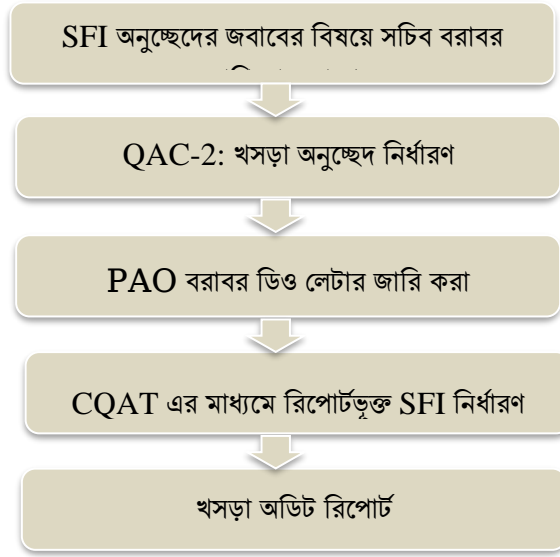 SFI অনুচ্ছেদের জবাবের বিষয়ে সচিব বরাবর
QAC-2: খসড়া অনুচ্ছেদ নির্ধারণ
PAO বরাবর ডিও লেটার জারি করা
CQAT এর মাধ্যমে রিপোর্টভূক্ত SFI নির্ধারণ
খসড়া অডিট রিপোর্ট